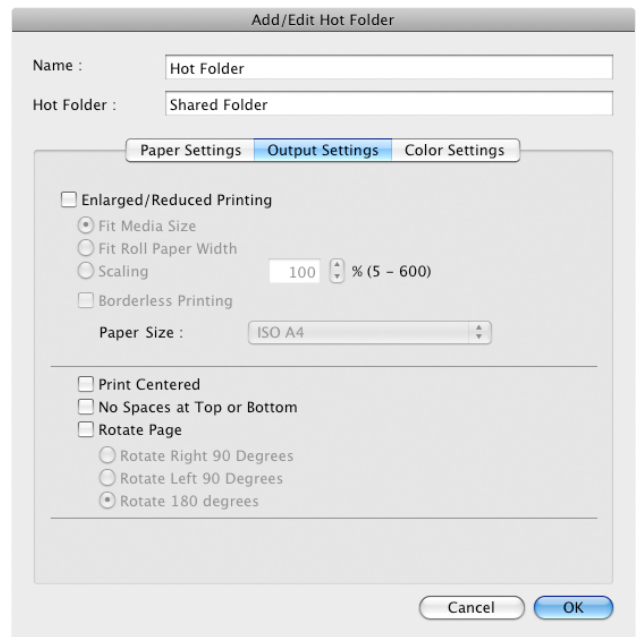 Add/Edit Hot Folder
Name : Hot Folder
Hot Folder : Shared Folder
Paper Settings Output Settings Color Settings
Enlarged/Reduced Printing
Fit Media Size
Fit Roll Paper Width
Scaling 100 % (5 – 600)
Borderless Printing
Paper Size : ISO A4
Print Centered
No Spaces at Top or Bottom
Rotate Page
Rotate Right 90 Degrees
Rotate Left 90 Degrees
Rotate 180 degrees
Cancel OK